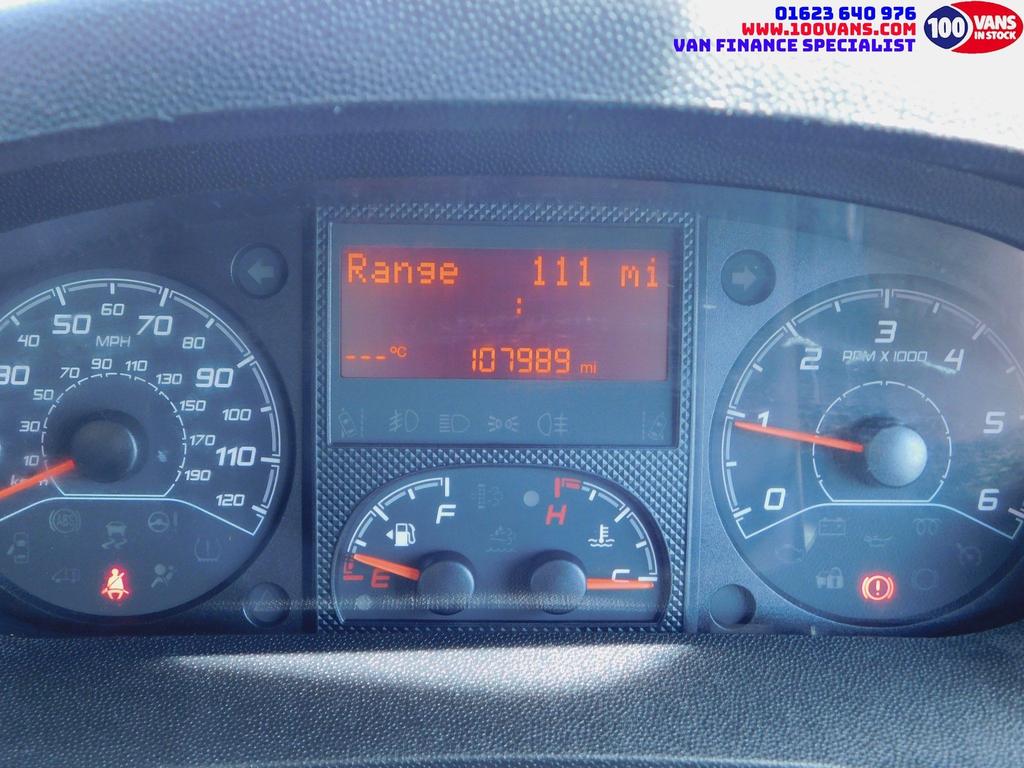 01623 640 976
WWW.100VANS.COM
VAN FINANCE SPECIALIST
100 VANS
IN STOCK
Range 111 mi
:
---°C 107989 mi
40 50 60 70 80
MPH
30 90 100 110 120
10 30 50 70 90 110 130 150 170 190
ABS
F
E
H
C
RPM X 1000
0 1 2 3 4 5 6